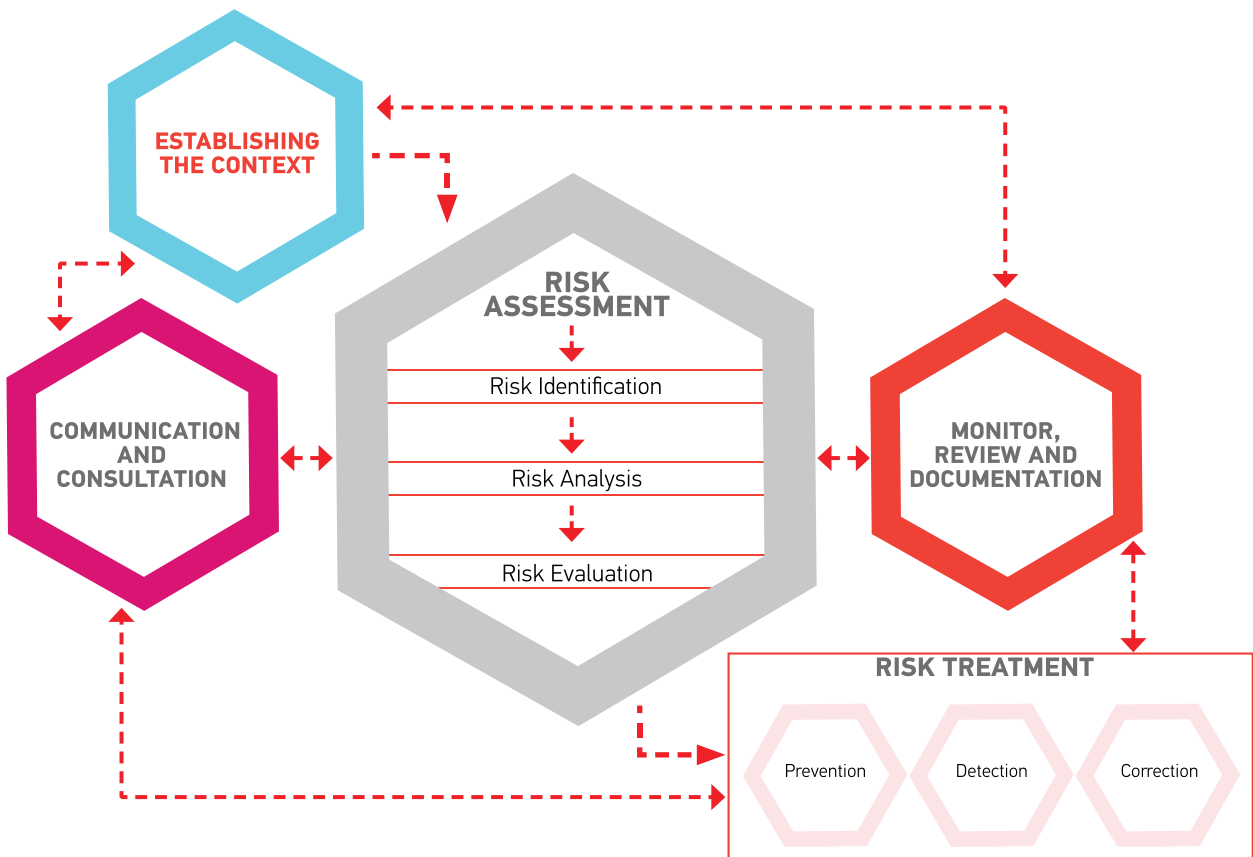 ESTABLISHING
THE CONTEXT
RISK
ASSESSMENT
Risk Identification
Risk Analysis
Risk Evaluation
COMMUNICATION
AND
CONSULTATION
MONITOR,
REVIEW AND
DOCUMENTATION
RISK TREATMENT
Prevention
Detection
Correction